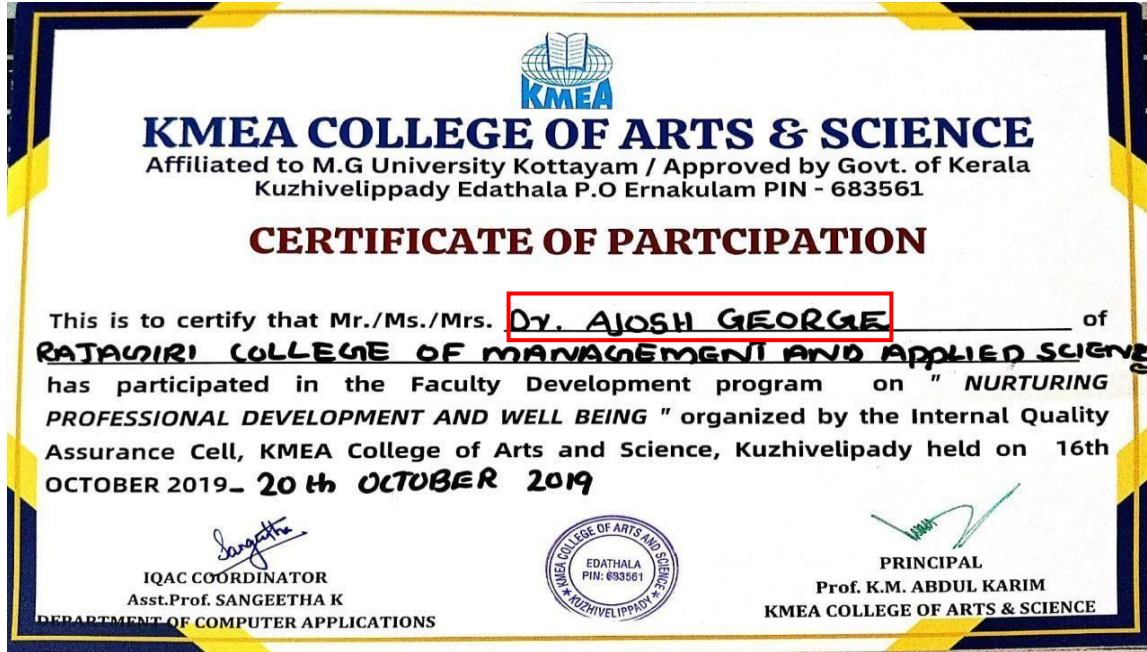 KMEA
KMEA COLLEGE OF ARTS & SCIENCE
Affiliated to M.G University Kottayam / Approved by Govt. of Kerala
Kuzhivelippady Edathala P.O Ernakulam PIN - 683561
CERTIFICATE OF PARTCIPATION
This is to certify that Mr./Ms./Mrs. Dr. AJOSH GEORGE of
RAJAGIRI COLLEGE OF MANAGEMENT AND APPLIED SCIENCE
has participated in the Faculty Development program on " NURTURING
PROFESSIONAL DEVELOPMENT AND WELL BEING " organized by the Internal Quality
Assurance Cell, KMEA College of Arts and Science, Kuzhivelipady held on 16th
OCTOBER 2019- 20th OCTOBER 2019
Sangeetha
IQAC COORDINATOR
Asst.Prof. SANGEETHA K
DEPARTMENT OF COMPUTER APPLICATIONS
KMEA COLLEGE OF ARTS AND SCIENCE
EDATHALA
PIN: 683561
KUZHIVELIPPADY
PRINCIPAL
Prof. K.M. ABDUL KARIM
KMEA COLLEGE OF ARTS & SCIENCE